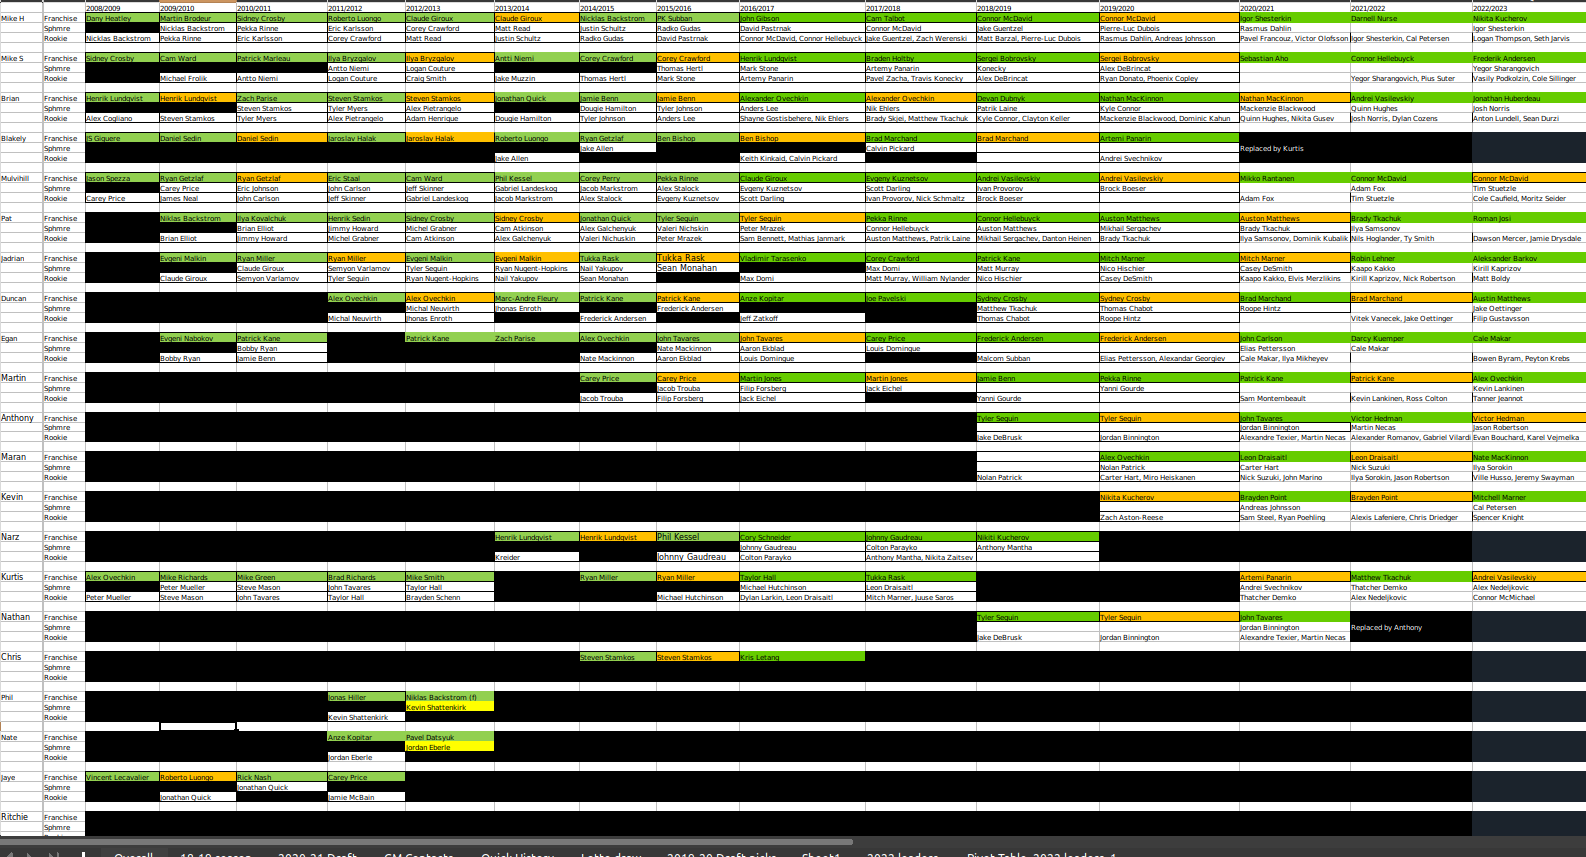 2008/2009 2009/2010 2010/2011 2011/2012 2012/2013 2013/2014 2014/2015 2015/2016 2016/2017 2017/2018 2018/2019 2019/2020 2020/2021 2021/2022 2022/2023
Mike H Franchise Dany Heatley Martin Brodeur Sidney Crosby Roberto Luongo Claude Giroux Claude Giroux Nicklas Backstrom PK Subban John Gibson Cam Talbot Connor McDavid Connor McDavid Igor Shesterkin Darnell Nurse Nikita Kucherov
Sphmre Nicklas Backstrom Pekka Rinne Eric Karlsson Corey Crawford Matt Read Justin Schultz Radko Gudas David Pastrnak Connor McDavid Jake Guentzel Pierre-Luc Dubois Rasmus Dahlin Igor Shesterkin
Rookie Nicklas Backstrom Pekka Rinne Eric Karlsson Corey Crawford Matt Read Justin Schultz Radko Gudas David Pastrnak Connor McDavid, Connor Hellebuyck Jake Guentzel, Zach Werenski Matt Barzal, Pierre-Luc Dubois Rasmus Dahlin, Andreas Johnsson Pavel Francouz, Victor Olofsson Igor Shesterkin, Cal Petersen Logan Thompson, Seth Jarvis
Mike S Franchise Sidney Crosby Cam Ward Patrick Marleau Ilya Bryzgalov Ilya Bryzgalov Antti Niemi Corey Crawford Corey Crawford Henrik Lundqvist Braden Holtby Sergei Bobrovsky Sergei Bobrovsky Sebastian Aho Connor Hellebuyck Frederik Andersen
Sphmre Antto Niemi Logan Couture Thomas Hertl Mark Stone Artemy Panarin Konecky Alex DeBrincat Yegor Sharangovich
Rookie Michael Frolik Antto Niemi Logan Couture Craig Smith Jake Muzzin Thomas Hertl Mark Stone Artemy Panarin Pavel Zacha, Travis Konecky Alex DeBrincat Ryan Donato, Phoenix Copley Yegor Sharangovich, Pius Suter Vasily Podkolzin, Cole Sillinger
Brian Franchise Henrik Lundqvist Henrik Lundqvist Zach Parise Steven Stamkos Steven Stamkos Jonathan Quick Jamie Benn Jamie Benn Alexander Ovechkin Alexander Ovechkin Devan Dubnyk Nathan MacKinnon Nathan MacKinnon Andrei Vasilevskiy Jonathan Huberdeau
Sphmre Steven Stamkos Tyler Myers Alex Pietrangelo Dougie Hamilton Tyler Johnson Anders Lee Nik Ehlers Patrik Laine Kyle Connor Mackenzie Blackwood Quinn Hughes Josh Norris
Rookie Alex Cogliano Steven Stamkos Tyler Myers Alex Pietrangelo Adam Henrique Dougie Hamilton Tyler Johnson Anders Lee Shayne Gostisbehere, Nik Ehlers Brady Skjei, Matthew Tkachuk Kyle Connor, Clayton Keller Mackenzie Blackwood, Dominic Kahun Quinn Hughes, Nikita Gusev Josh Norris, Dylan Cozens Anton Lundell, Sean Durzi
Blakely Franchise JS Giguere Daniel Sedin Daniel Sedin Jaroslav Halak Jaroslav Halak Roberto Luongo Ryan Getzlaf Ben Bishop Ben Bishop Brad Marchand Brad Marchand Artemi Panarin
Sphmre Jake Allen Calvin Pickard Replaced by Kurtis
Rookie Jake Allen Keith Kinkaid, Calvin Pickard Andrei Svechnikov
Mulvihill Franchise Jason Spezza Ryan Getzlaf Ryan Getzlaf Eric Staal Cam Ward Phil Kessel Corey Perry Pekka Rinne Claude Giroux Evgeny Kuznetsov Andrei Vasilevskiy Andrei Vasilevskiy Mikko Rantanen Connor McDavid Connor McDavid
Sphmre Carey Price Eric Johnson John Carlson Jeff Skinner Gabriel Landeskog Jacob Markstrom Alex Stalock Evgeny Kuznetsov Scott Darling Ivan Provorov Brock Boeser Adam Fox Tim Stuetzle
Rookie Carey Price James Neal John Carlson Jeff Skinner Gabriel Landeskog Jacob Markstrom Alex Stalock Evgeny Kuznetsov Scott Darling Ivan Provorov, Nick Schmaltz Brock Boeser Adam Fox Tim Stuetzle Cole Caufield, Moritz Seider
Pat Franchise Niklas Backstrom Ilya Kovalchuk Henrik Sedin Sidney Crosby Sidney Crosby Jonathan Quick Tyler Seguin Tyler Seguin Pekka Rinne Connor Hellebuyck Auston Matthews Auston Matthews Brady Tkachuk Roman Josi
Sphmre Brian Elliot Jimmy Howard Michel Grabner Cam Atkinson Alex Galchenyuk Valeri Nichskin Peter Mrazek Connor Hellebuyck Auston Matthews Mikhail Sergachev Brady Tkachuk Ilya Samsonov
Rookie Brian Elliot Jimmy Howard Michel Grabner Cam Atkinson Alex Galchenyuk Valeri Nichuskin Peter Mrazek Sam Bennett, Mathias Janmark Auston Matthews, Patrik Laine Mikhail Sergachev, Danton Heinen Brady Tkachuk Ilya Samsonov, Dominik Kubalik Nils Hoglander, Ty Smith Dawson Mercer, Jamie Drysdale
Jadrian Franchise Evgeni Malkin Ryan Miller Ryan Miller Evgeni Malkin Evgeni Malkin Tukka Rask Tukka Rask Vladimir Tarasenko Corey Crawford Patrick Kane Mitch Marner Mitch Marner Robin Lehner Aleksander Barkov
Sphmre Claude Giroux Semyon Varlamov Tyler Seguin Ryan Nugent-Hopkins Nail Yakupov Sean Monahan Max Domi Matt Murray Nico Hischier Casey DeSmith Kaapo Kakko Kirill Kaprizov
Rookie Claude Giroux Semyon Varlamov Tyler Seguin Ryan Nugent-Hopkins Nail Yakupov Sean Monahan Max Domi Matt Murray, William Nylander Nico Hischier Casey DeSmith Kaapo Kakko, Elvis Merzlikins Kirill Kaprizov, Nick Robertson Matt Boldy
Duncan Franchise Alex Ovechkin Alex Ovechkin Marc-Andre Fleury Patrick Kane Patrick Kane Anze Kopitar Joe Pavelski Sydney Crosby Sydney Crosby Brad Marchand Brad Marchand Austin Matthews
Sphmre Michal Neuvirth Jhonas Enroth Frederick Andersen Matthew Tkachuk Thomas Chabot Roope Hintz Jake Oettinger
Rookie Michal Neuvirth Jhonas Enroth Frederick Andersen Jeff Zatkoff Thomas Chabot Roope Hintz Vitek Vanecek, Jake Oettinger Filip Gustavsson
Egan Franchise Evgeni Nabokov Patrick Kane Patrick Kane Zach Parise Alex Ovechkin John Tavares John Tavares Carey Price Frederick Andersen Frederick Andersen John Carlson Darcy Kuemper Cale Makar
Sphmre Bobby Ryan Nate Mackinnon Aaron Ekblad Louis Domingue Elias Pettersson Cale Makar
Rookie Bobby Ryan Jamie Benn Nate Mackinnon Aaron Ekblad Louis Domingue Malcom Subban Elias Pettersson, Alexandar Georgiev Cale Makar, Ilya Mikheyev Bowen Byram, Peyton Krebs
Martin Franchise Carey Price Carey Price Martin Jones Martin Jones Jamie Benn Pekka Rinne Patrick Kane Patrick Kane Alex Ovechkin
Sphmre Jacob Trouba Filip Forsberg Jack Eichel Yanni Gourde Kevin Lankinen
Rookie Jacob Trouba Filip Forsberg Jack Eichel Yanni Gourde Sam Montembeault Kevin Lankinen, Ross Colton Tanner Jeannot
Anthony Franchise Tyler Seguin Tyler Seguin John Tavares Victor Hedman Victor Hedman
Sphmre Jordan Binnington Martin Necas Jason Robertson
Rookie Jake DeBrusk Jordan Binnington Alexandre Texier, Martin Necas Alexander Romanov, Gabriel Vilardi Evan Bouchard, Karel Vejmelka
Maran Franchise Alex Ovechkin Leon Draisaitl Leon Draisaitl Nate MacKinnon
Sphmre Nolan Patrick Carter Hart Nick Suzuki Ilya Sorokin
Rookie Nolan Patrick Carter Hart, Miro Heiskanen Nick Suzuki, John Marino Ilya Sorokin, Jason Robertson Ville Husso, Jeremy Swayman
Kevin Franchise Nikita Kucherov Brayden Point Brayden Point Mitchell Marner
Sphmre Andreas Johnsson Cal Petersen
Rookie Zach Aston-Reese Sam Steel, Ryan Poehling Alexis Lafeniere, Chris Driedger Spencer Knight
Narz Franchise Henrik Lundqvist Henrik Lundqvist Phil Kessel Cory Schneider Johnny Gaudreau Nikiti Kucherov
Sphmre Johnny Gaudreau Colton Parayko Anthony Mantha
Rookie Kreider Johnny Gaudreau Colton Parayko Anthony Mantha, Nikita Zaitsev
Kurtis Franchise Alex Ovechkin Mike Richards Mike Green Brad Richards Mike Smith Ryan Miller Ryan Miller Taylor Hall Tukka Rask Artemi Panarin Matthew Tkachuk Andrei Vasilevskiy
Sphmre Peter Mueller Steve Mason John Tavares Taylor Hall Michael Hutchinson Leon Draisaitl Andrei Svechnikov Thatcher Demko Alex Nedeljkovic
Rookie Peter Mueller Steve Mason John Tavares Taylor Hall Brayden Schenn Michael Hutchinson Dylan Larkin, Leon Draisaitl Mitch Marner, Juuse Saros Thatcher Demko Alex Nedeljkovic Connor McMichael
Nathan Franchise Tyler Seguin Tyler Seguin John Tavares
Sphmre Jordan Binnington Replaced by Anthony
Rookie Jake DeBrusk Jordan Binnington Alexandre Texier, Martin Necas
Chris Franchise Steven Stamkos Steven Stamkos Kris Letang
Sphmre
Rookie
Phil Franchise Jonas Hiller Niklas Backstrom (f)
Sphmre Kevin Shattenkirk
Rookie Kevin Shattenkirk
Nate Franchise Anze Kopitar Pavel Datsyuk
Sphmre Jordan Eberle
Rookie Jordan Eberle
Jaye Franchise Vincent Lecavalier Roberto Luongo Rick Nash Carey Price
Sphmre Jonathan Quick
Rookie Jonathan Quick Jamie McBain
Ritchie Franchise
Sphmre